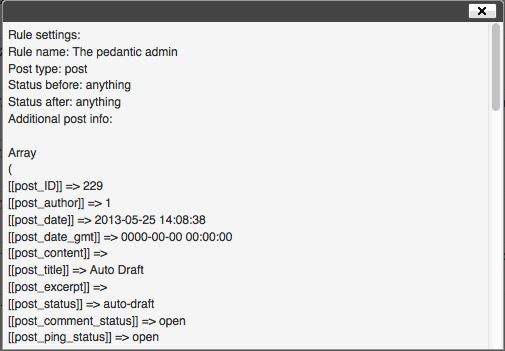 Rule settings:
Rule name: The pedantic admin
Post type: post
Status before: anything
Status after: anything
Additional post info:
Array
(
[[post_ID]] => 229
[[post_author]] => 1
[[post_date]] => 2013-05-25 14:08:38
[[post_date_gmt]] => 0000-00-00 00:00:00
[[post_content]] =>
[[post_title]] => Auto Draft
[[post_excerpt]] =>
[[post_status]] => auto-draft
[[post_comment_status]] => open
[[post_ping_status]] => open